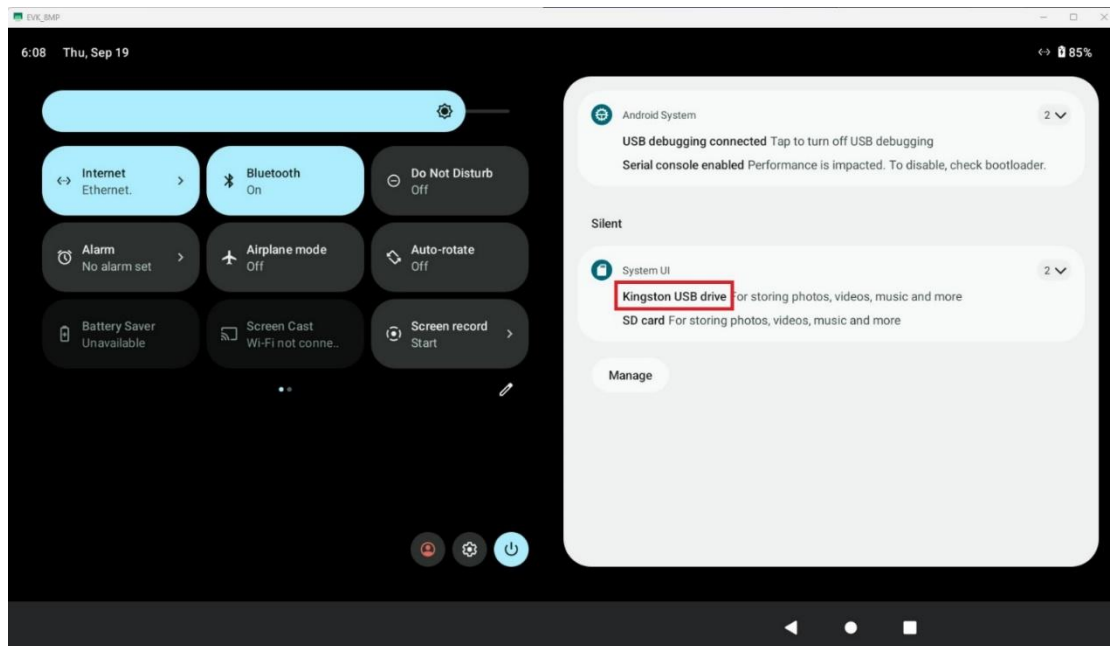 EVK_8MP
6:08 Thu, Sep 19
85%
Internet
Ethernet.
Bluetooth
On
Do Not Disturb
Off
Alarm
No alarm set
Airplane mode
Off
Auto-rotate
Off
Battery Saver
Unavailable
Screen Cast
Wi-Fi not conne..
Screen record
Start
Android System
2
USB debugging connected Tap to turn off USB debugging
Serial console enabled Performance is impacted. To disable, check bootloader.
Silent
System UI
2
Kingston USB drive For storing photos, videos, music and more
SD card For storing photos, videos, music and more
Manage